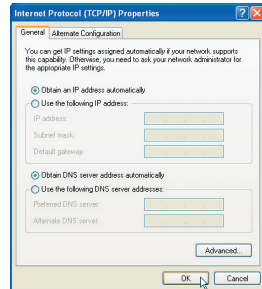 Internet Protocol (TCP/IP) Properties
General
Alternate Configuration
You can get IP settings assigned automatically if your network supports
this capability. Otherwise, you need to ask your network administrator for
the appropriate IP settings.
Obtain an IP address automatically
Use the following IP address:
IP address:
Subnet mask:
Default gateway:
Obtain DNS server address automatically
Use the following DNS server addresses:
Preferred DNS server:
Alternate DNS server:
Advanced...
OK
Cancel